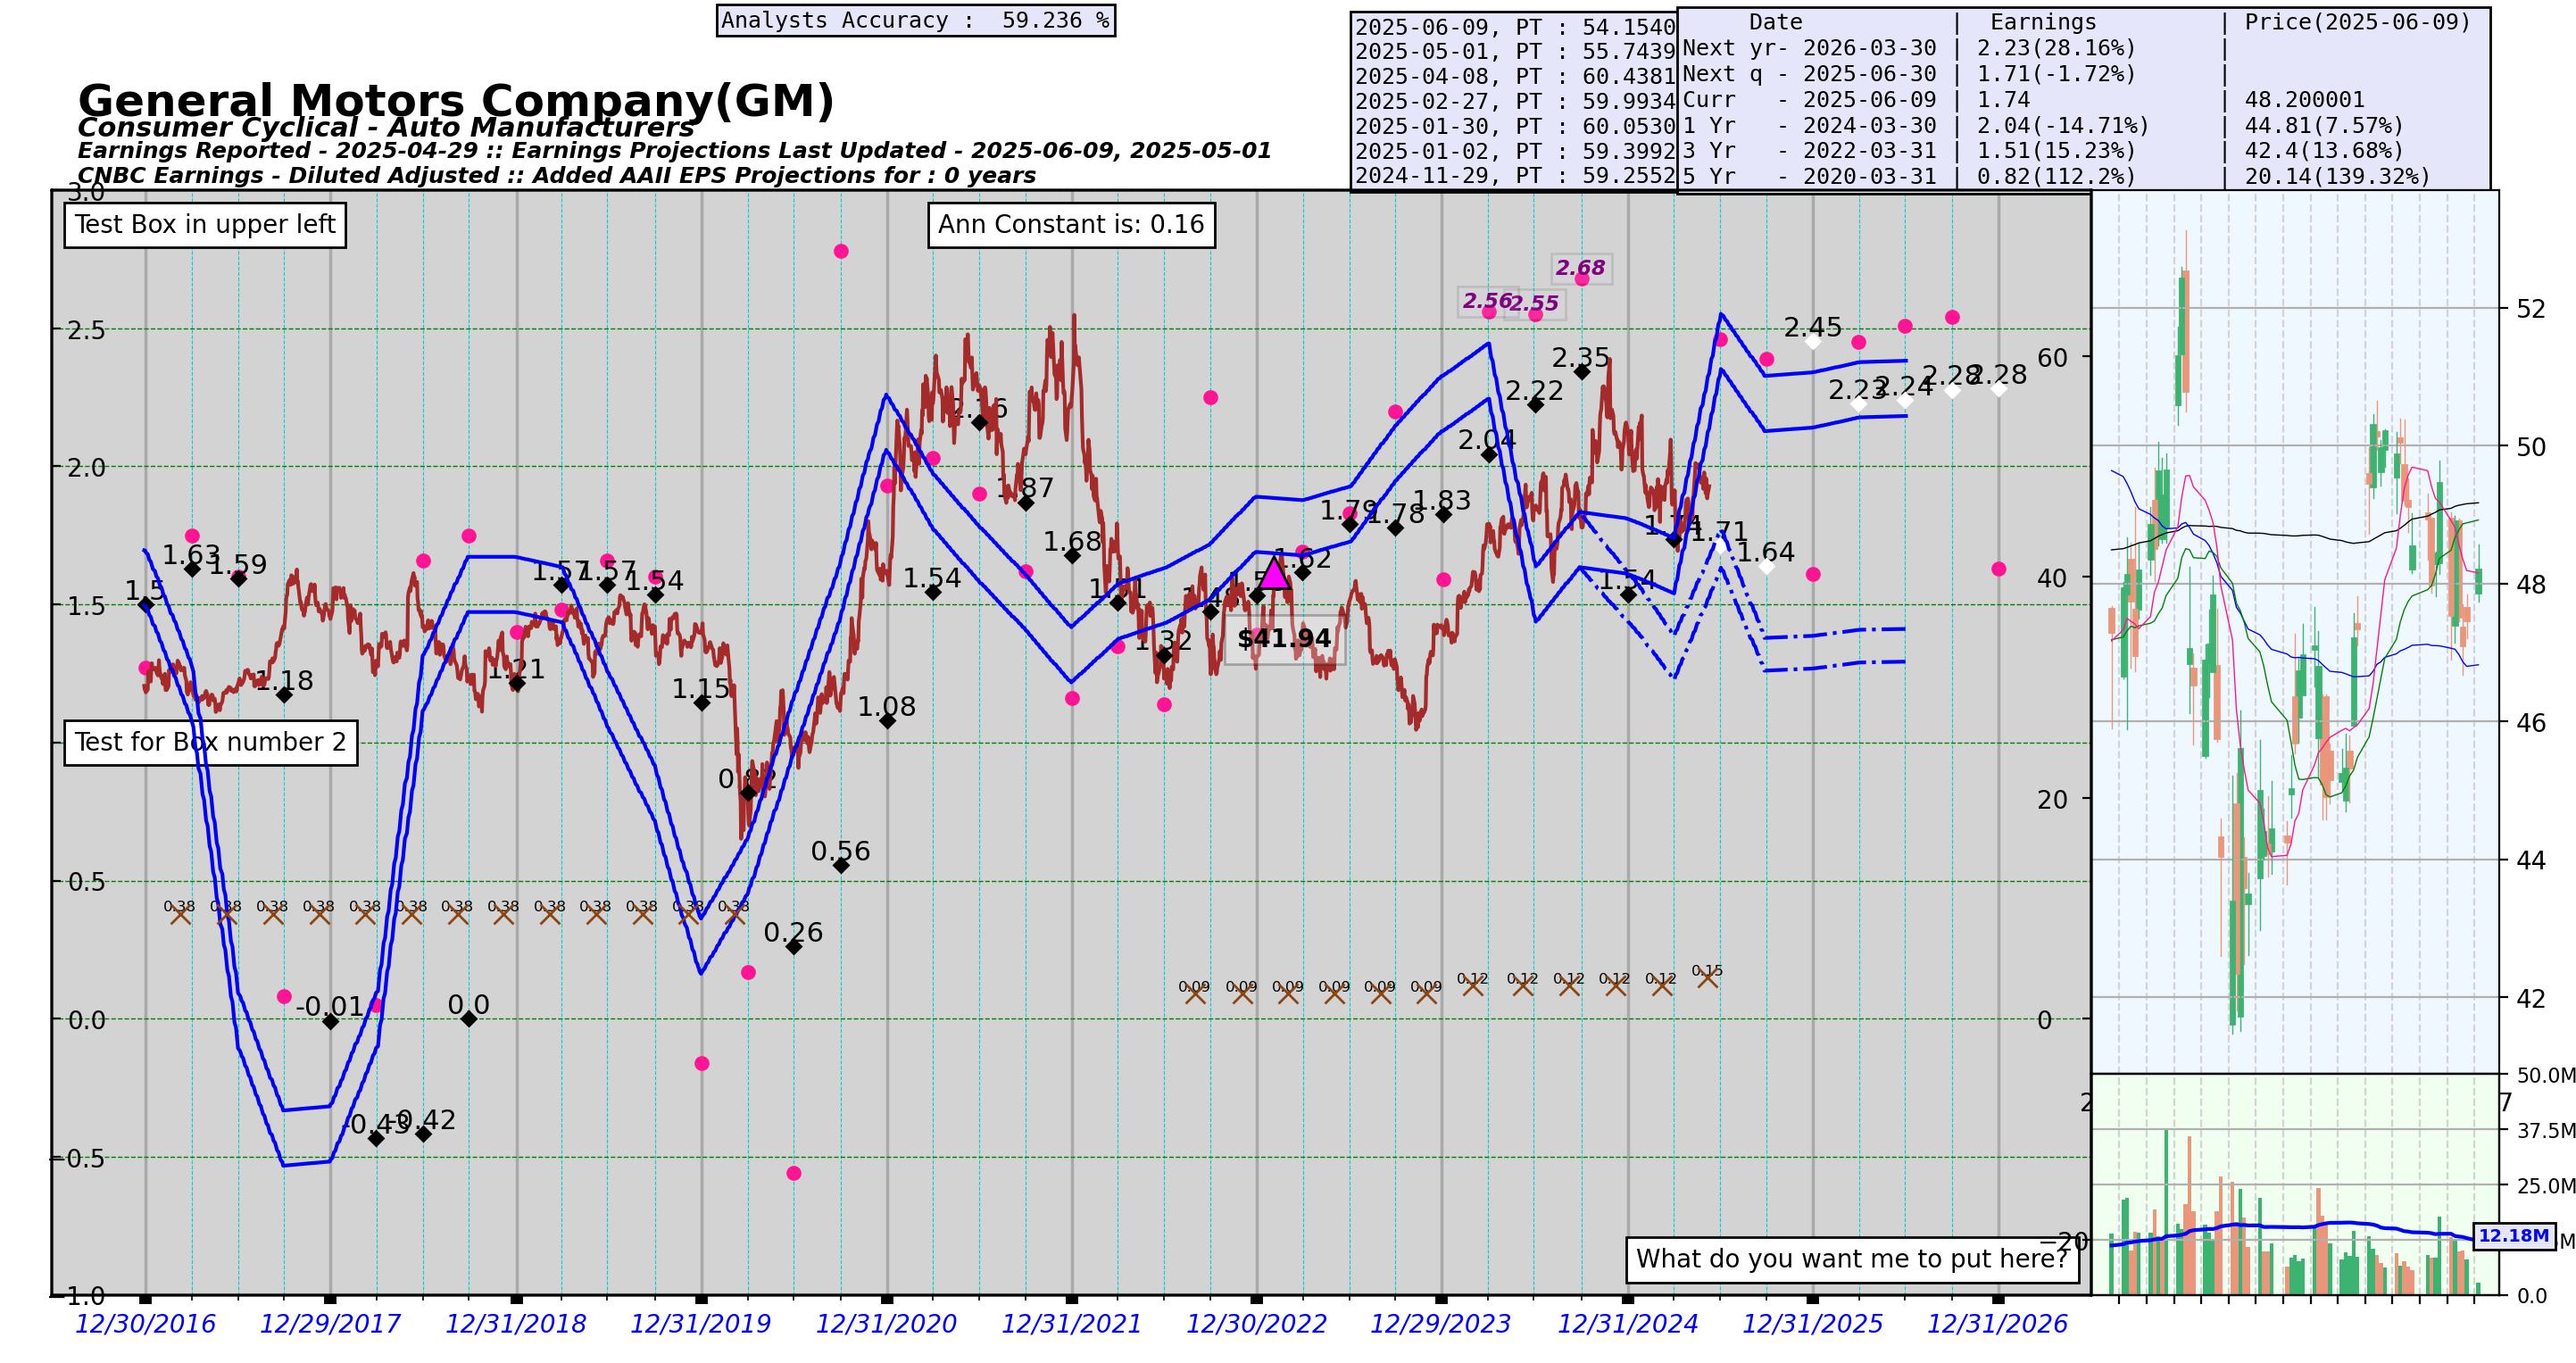 Analysts Accuracy :  59.236 %
2025-06-09, PT : 54.1540
2025-05-01, PT : 55.7439
2025-04-08, PT : 60.4381
2025-02-27, PT : 59.9934
2025-01-30, PT : 60.0530
2025-01-02, PT : 59.3992
2024-11-29, PT : 59.2552
Date | Earnings | Price(2025-06-09)
Next yr- 2026-03-30 | 2.23(28.16%) |
Next q - 2025-06-30 | 1.71(-1.72%) |
Curr - 2025-06-09 | 1.74 | 48.200001
1 Yr - 2024-03-30 | 2.04(-14.71%) | 44.81(7.57%)
3 Yr - 2022-03-31 | 1.51(15.23%) | 42.4(13.68%)
5 Yr - 2020-03-31 | 0.82(112.2%) | 20.14(139.32%)
General Motors Company(GM)
Consumer Cyclical - Auto Manufacturers
Earnings Reported - 2025-04-29 :: Earnings Projections Last Updated - 2025-06-09, 2025-05-01
CNBC Earnings - Diluted Adjusted :: Added AAII EPS Projections for : 0 years
3.0
Test Box in upper left
Ann Constant is: 0.16
2.68
2.56 2.55
2.5
2.45
2.35
2.22
2.23 2.24 2.28 2.28
2.04
2.0
2.16
1.87
1.83
1.79 1.78
1.68
1.74 1.71
1.64
1.62
1.63
1.59
1.57 1.57 1.54
1.54
1.54
1.5
1.5
1.51
1.32
$41.94
1.21
1.18
1.15
1.08
Test for Box number 2
0.82
0.56
0.5
0.38 0.38 0.38 0.38 0.38 0.38 0.38 0.38 0.38 0.38 0.38 0.38 0.38
0.26
0.09 0.09 0.09 0.09 0.09 0.09 0.12 0.12 0.12 0.12 0.12 0.15
-0.01
0.0
0.0
-0.43 -0.42
−0.5
−1.0
60
40
20
0
−20
What do you want me to put here?
52
50
48
46
44
42
50.0M
37.5M
25.0M
12.18M
0.0
12/30/2016 12/29/2017 12/31/2018 12/31/2019 12/31/2020 12/31/2021 12/30/2022 12/29/2023 12/31/2024 12/31/2025 12/31/2026